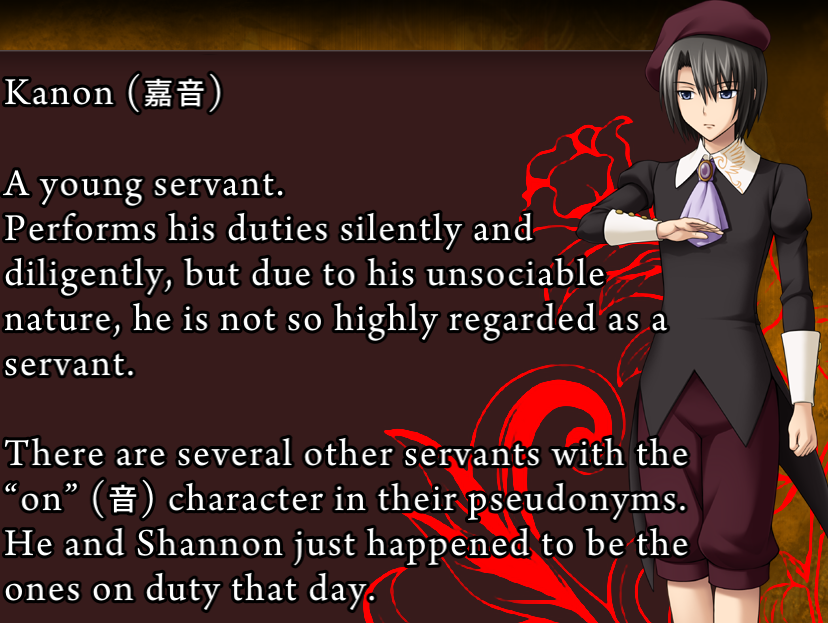 Kanon (嘉音)
A young servant.
Performs his duties silently and
diligently, but due to his unsociable
nature, he is not so highly regarded as a
servant.
There are several other servants with the
“on” (音) character in their pseudonyms.
He and Shannon just happened to be the
ones on duty that day.